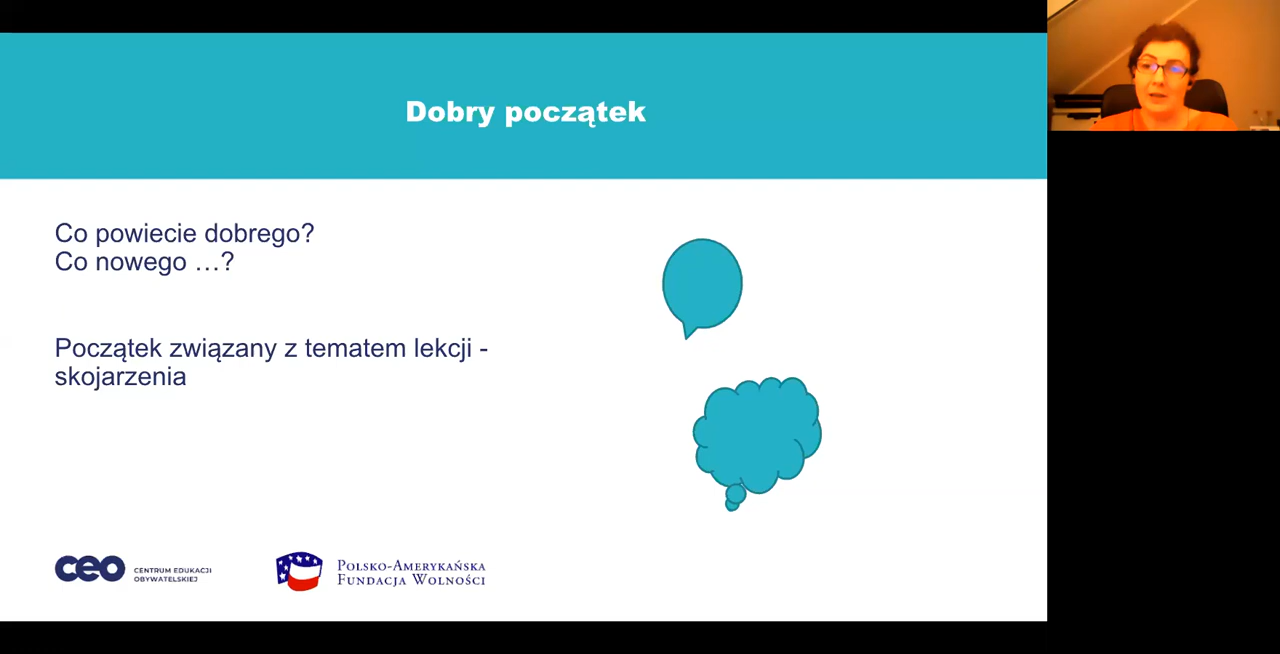 Dobry początek
Co powiecie dobrego?
Co nowego …?
Początek związany z tematem lekcji -
skojarzenia
ceo CENTRUM EDUKACJI
OBYWATELSKIEJ
Polsko-Amerykańska
Fundacja Wolności